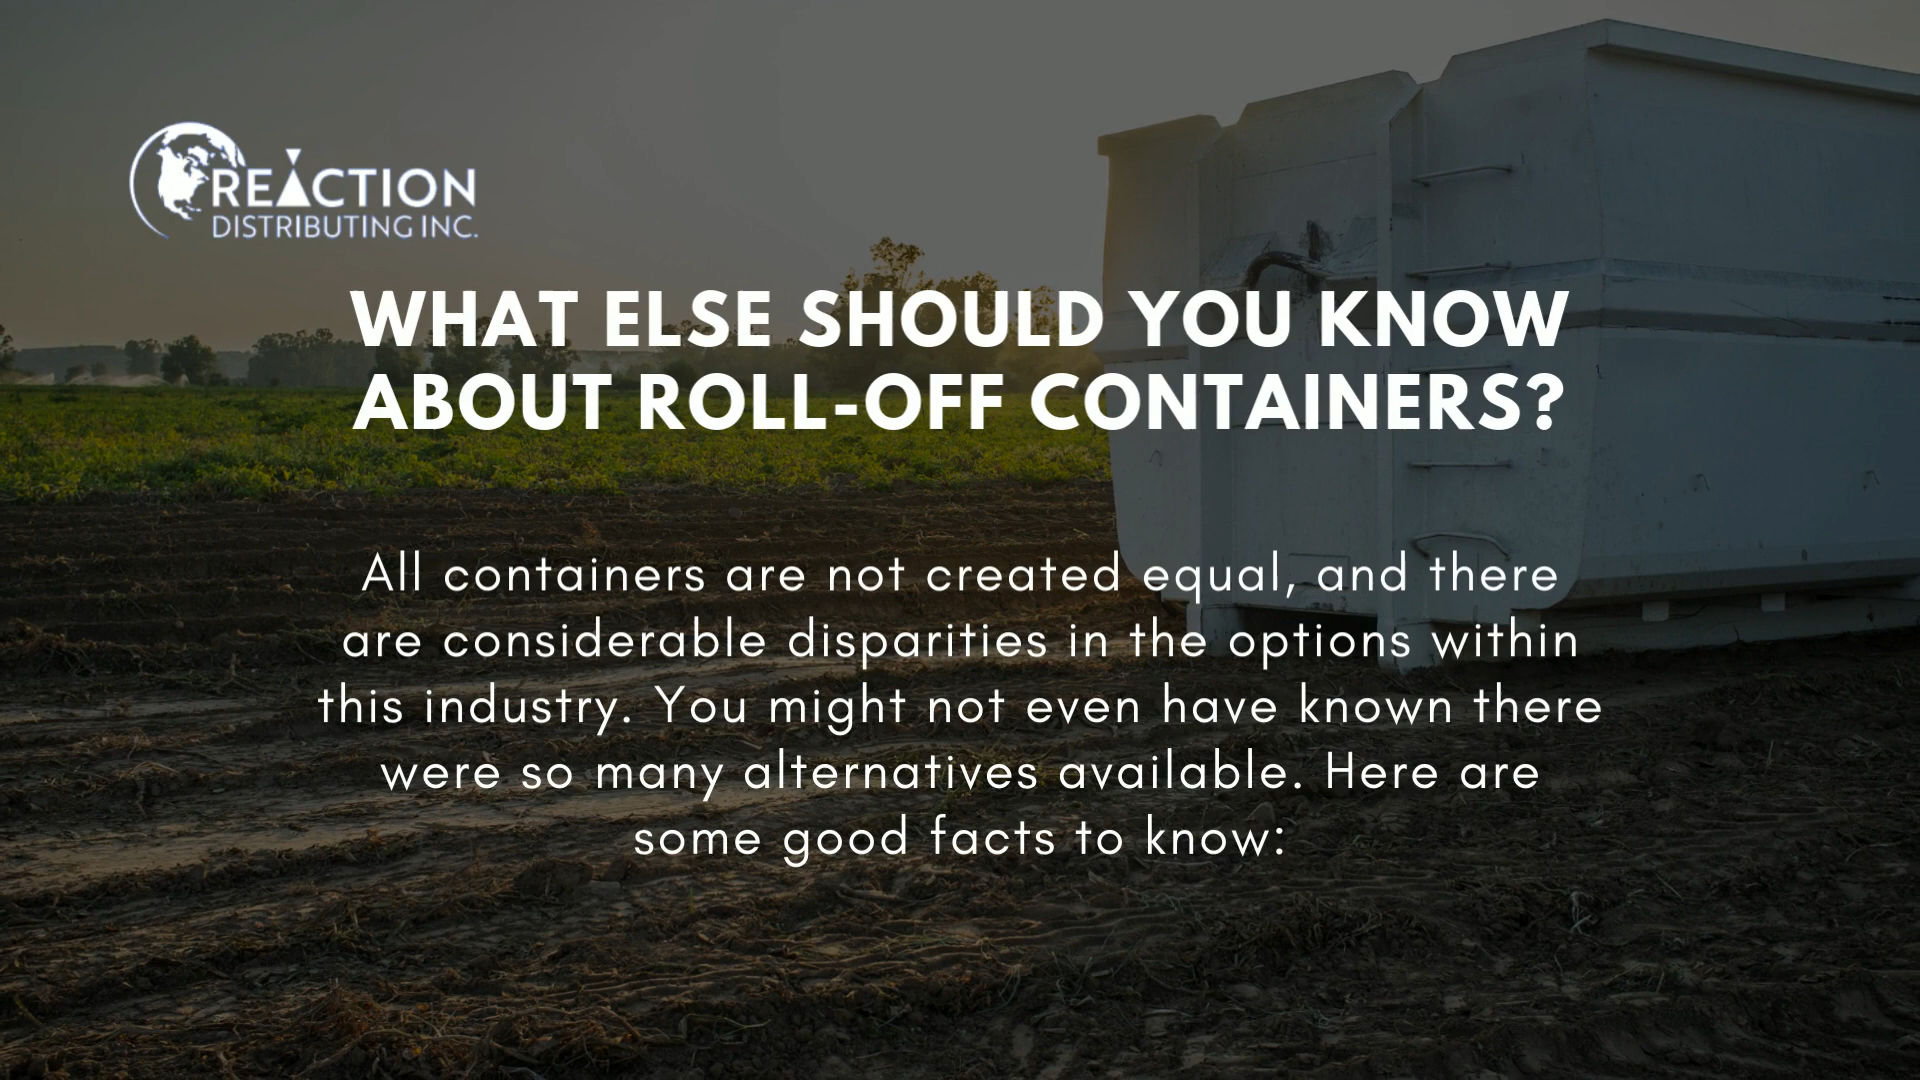 REACTION
DISTRIBUTING INC.
WHAT ELSE SHOULD YOU KNOW
ABOUT ROLL-OFF CONTAINERS?
All containers are not created equal, and there
are considerable disparities in the options within
this industry. You might not even have known there
were so many alternatives available. Here are
some good facts to know: